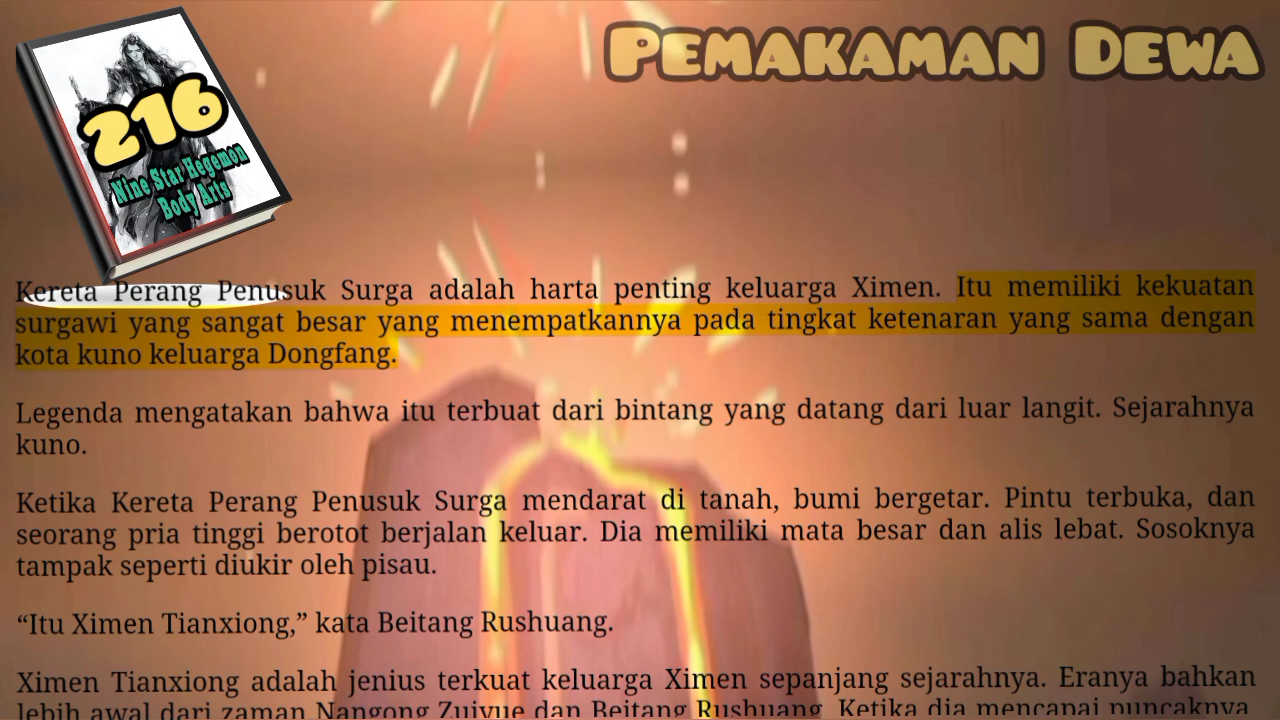 Pemakaman Dewa
216
Nine Star Hegemon
Body Arts
Kereta Perang Penusuk Surga adalah harta penting keluarga Ximen. Itu memiliki kekuatan
surgawi yang sangat besar yang menempatkannya pada tingkat ketenaran yang sama dengan
kota kuno keluarga Dongfang.
Legenda mengatakan bahwa itu terbuat dari bintang yang datang dari luar langit. Sejarahnya
kuno.
Ketika Kereta Perang Penusuk Surga mendarat di tanah, bumi bergetar. Pintu terbuka, dan
seorang pria tinggi berotot berjalan keluar. Dia memiliki mata besar dan alis lebat. Sosoknya
tampak seperti diukir oleh pisau.
“Itu Ximen Tianxiong,” kata Beitang Rushuang.
Ximen Tianxiong adalah jenius terkuat keluarga Ximen sepanjang sejarahnya. Eranya bahkan
lebih awal dari zaman Nangong Zuiyue dan Beitang Rushuang. Ketika dia mencapai puncaknya,